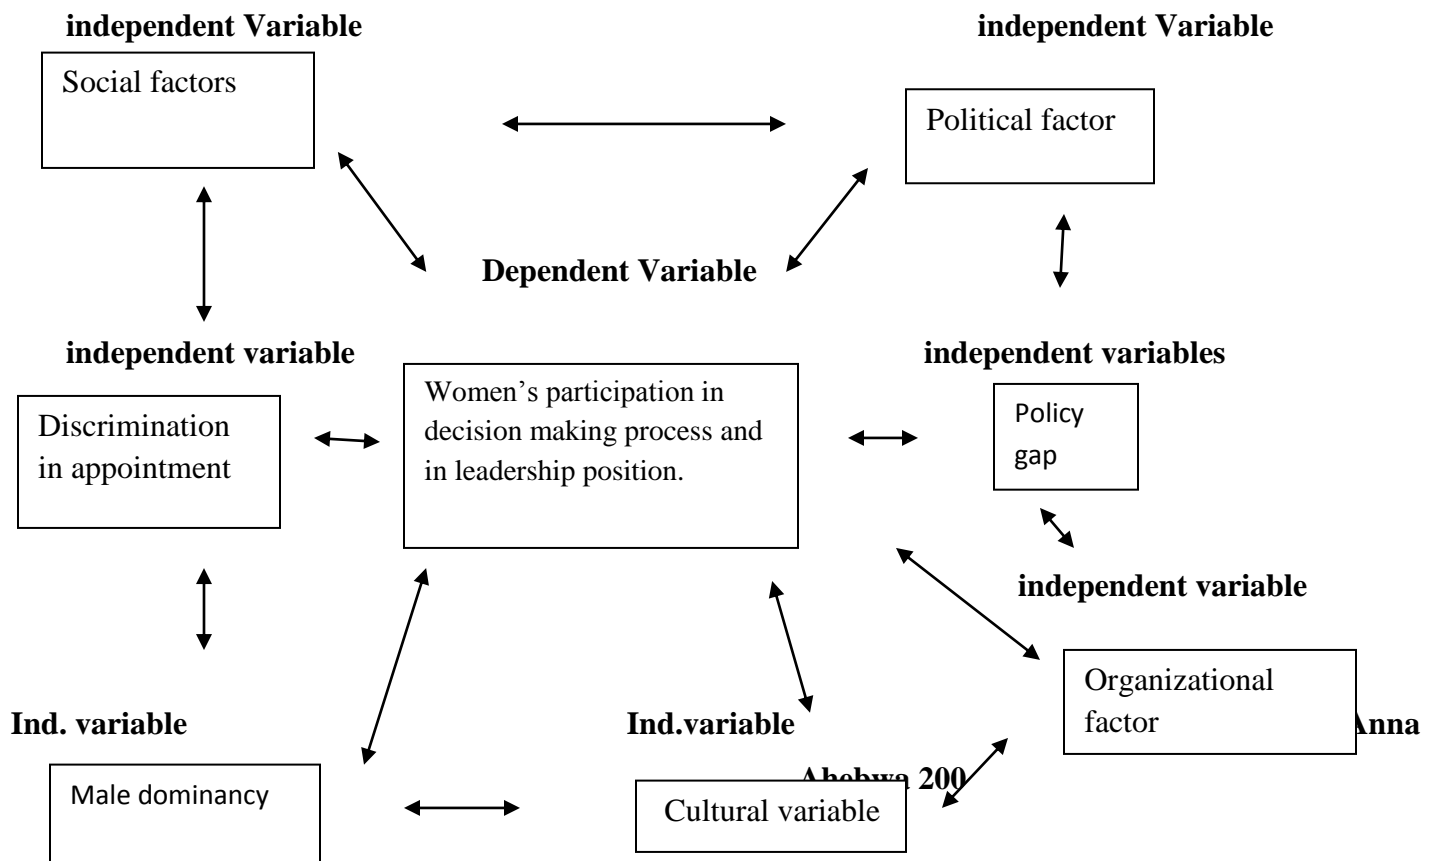 independent Variable
independent Variable
Social factors
Political factor
Dependent Variable
independent variable
independent variables
Women’s participation in
decision making process and
in leadership position.
Discrimination
in appointment
Policy
gap
independent variable
Organizational
factor
Ind. variable
Ind.variable
Anna
Ahebwa 200
Male dominancy
Cultural variable